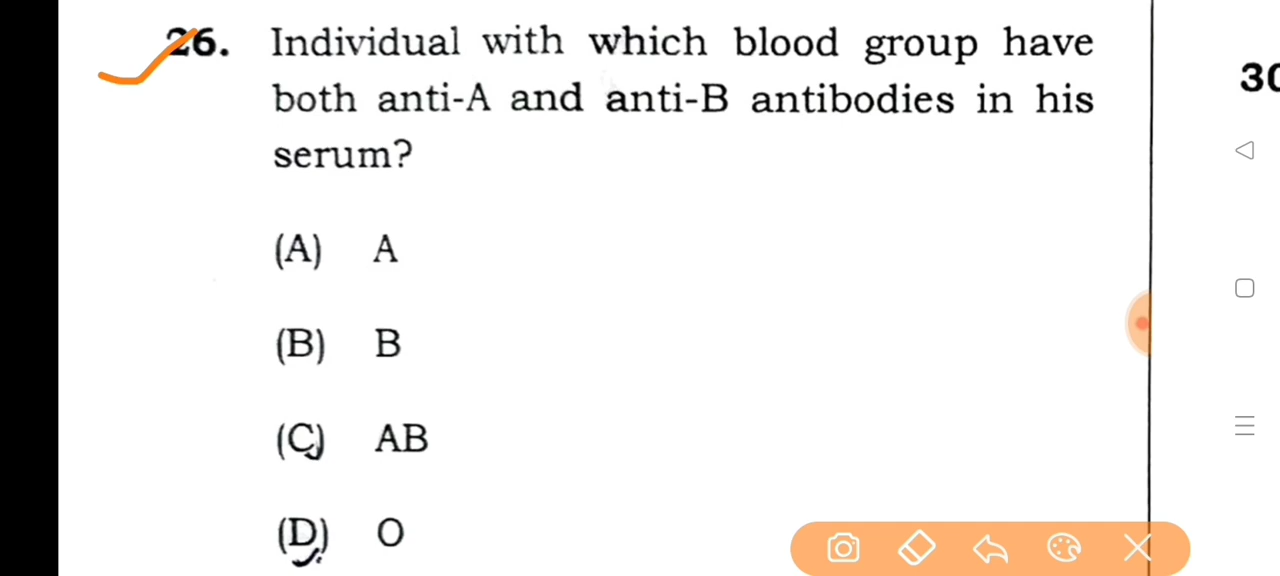 26. Individual with which blood group have
both anti-A and anti-B antibodies in his
serum?
(A) A
(B) B
(C) AB
(D) O
30